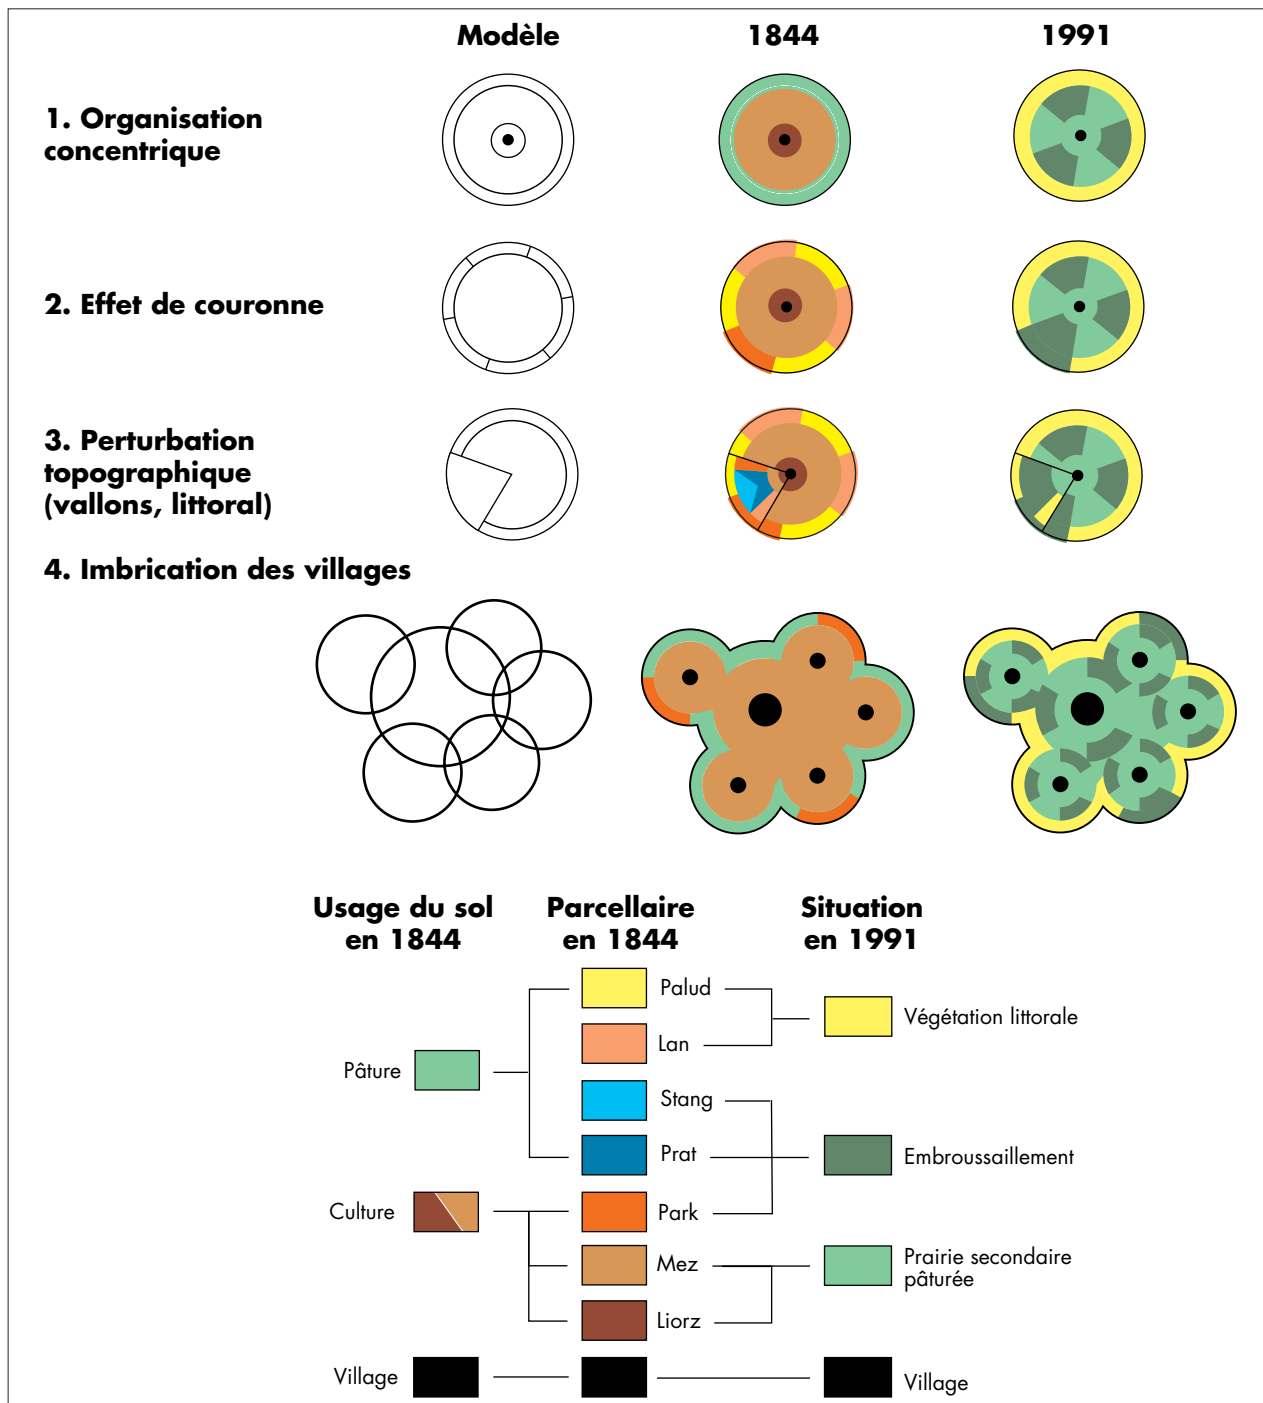 Modèle
1844
1991
1. Organisation
concentrique
2. Effet de couronne
3. Perturbation
topographique
(vallons, littoral)
4. Imbrication des villages
Usage du sol
en 1844
Parcellaire
en 1844
Situation
en 1991
Palud
Végétation littorale
Lan
Pâture
Stang
Prat
Embroussaillement
Culture
Park
Mez
Prairie secondaire
pâturée
Liorz
Village
Village